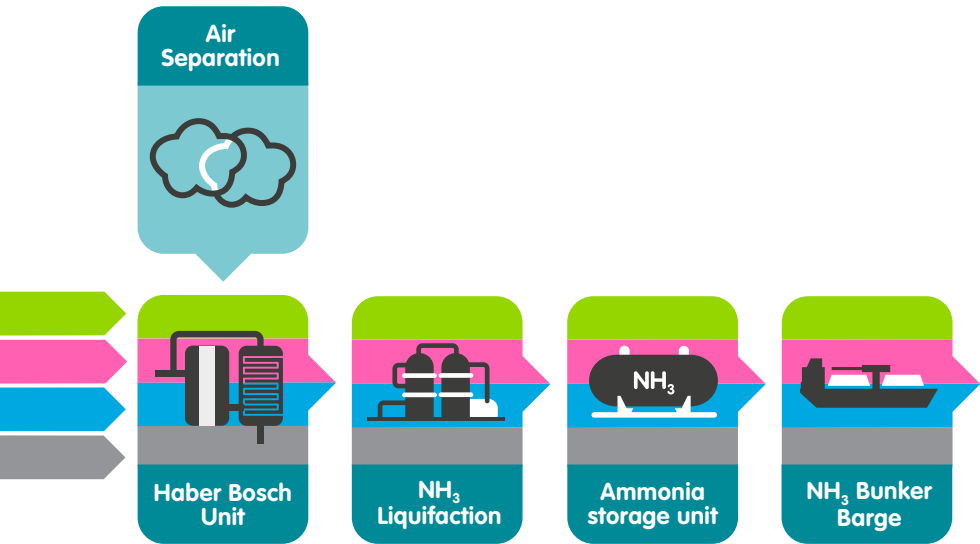 Air
Separation
NH₃
Haber Bosch
Unit
NH₃
Liquifaction
Ammonia
storage unit
NH₃ Bunker
Barge